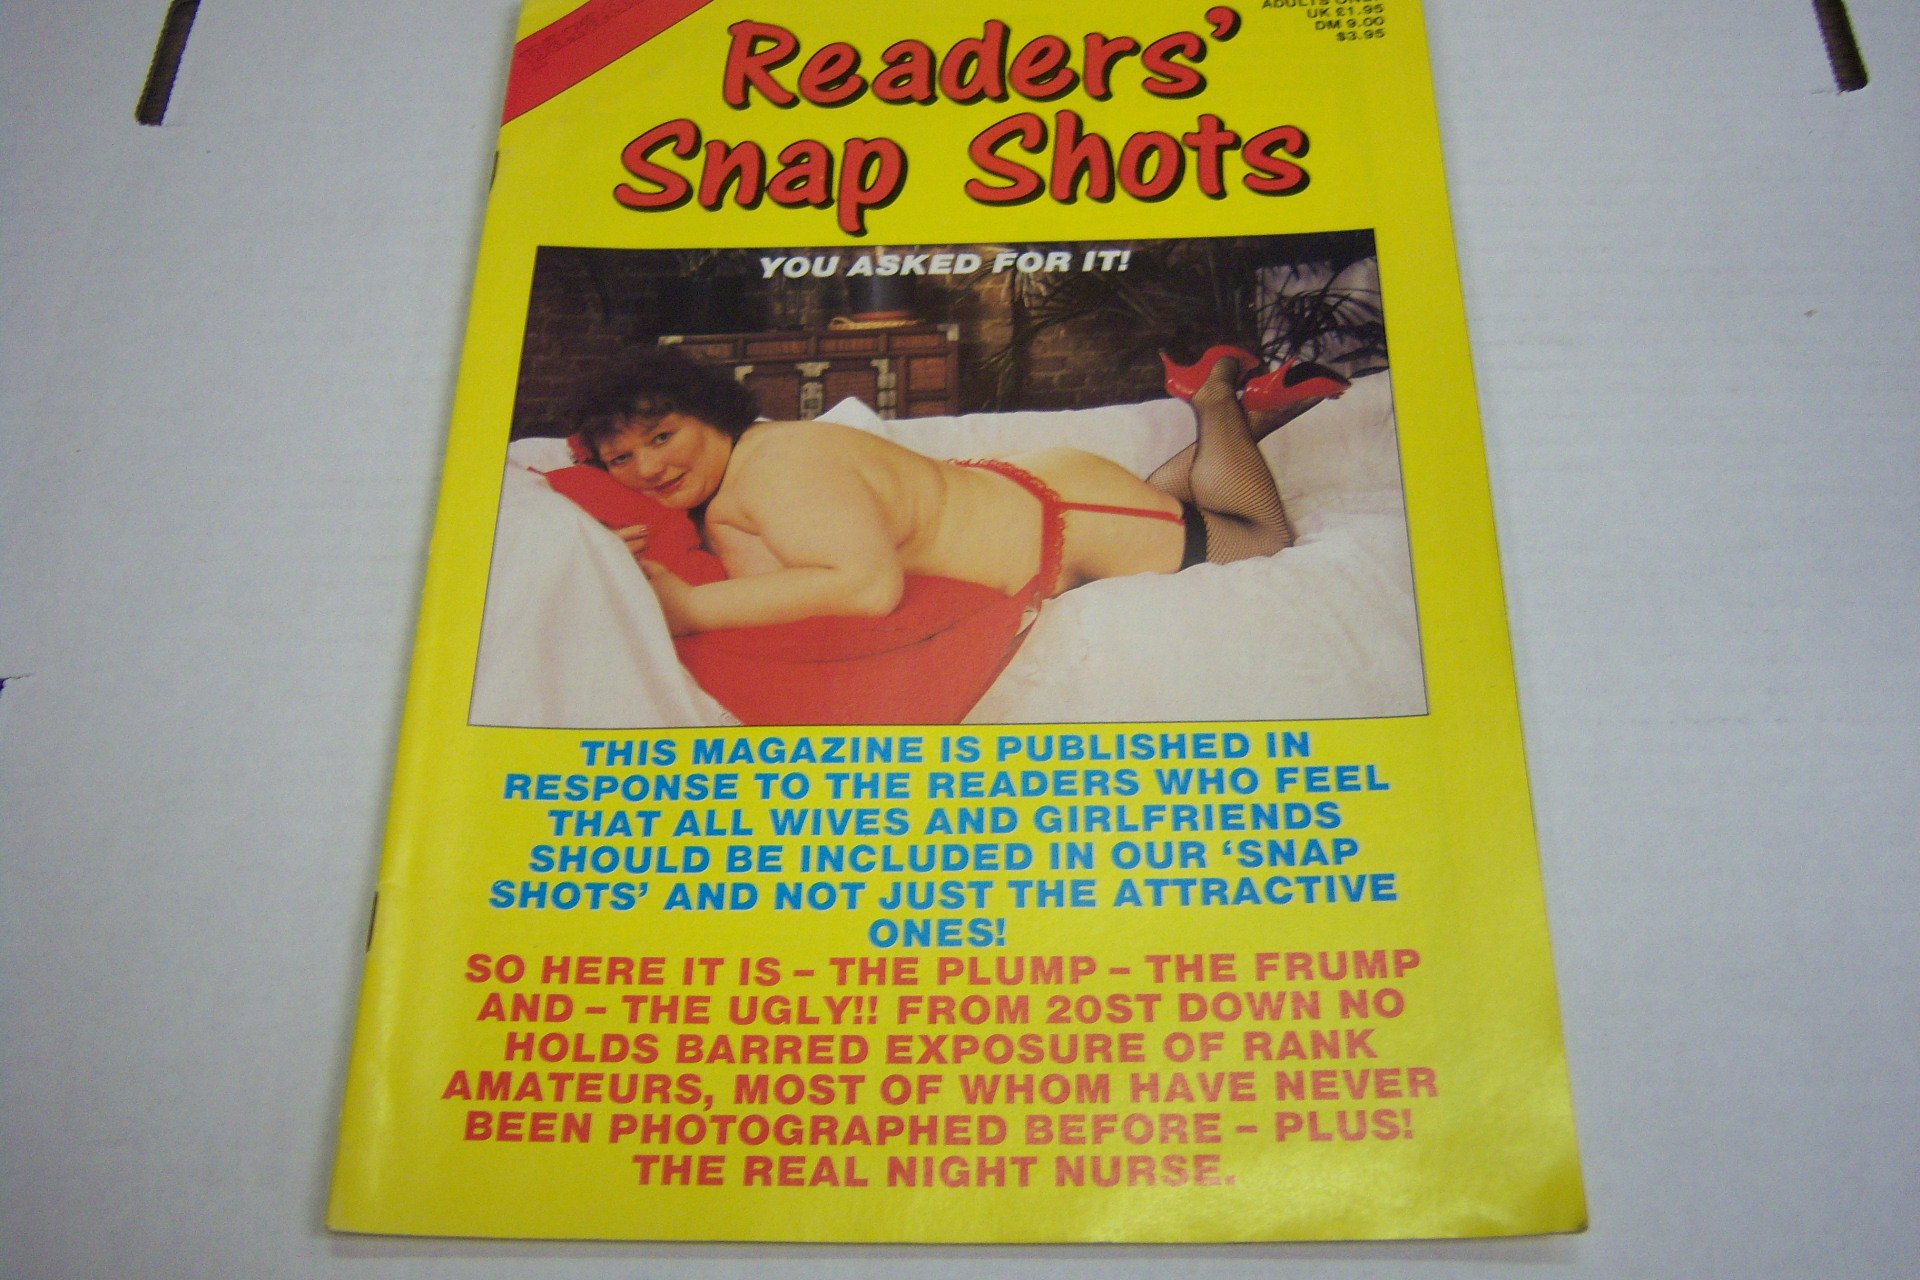 ADULTS ONLY
UK £1.95
DM 9.00
$3.95
Readers'
Snap Shots
YOU ASKED FOR IT!
THIS MAGAZINE IS PUBLISHED IN
RESPONSE TO THE READERS WHO FEEL
THAT ALL WIVES AND GIRLFRIENDS
SHOULD BE INCLUDED IN OUR ‘SNAP
SHOTS’ AND NOT JUST THE ATTRACTIVE
ONES!
SO HERE IT IS – THE PLUMP – THE FRUMP
AND – THE UGLY!! FROM 20ST DOWN NO
HOLDS BARRED EXPOSURE OF RANK
AMATEURS, MOST OF WHOM HAVE NEVER
BEEN PHOTOGRAPHED BEFORE – PLUS!
THE REAL NIGHT NURSE.